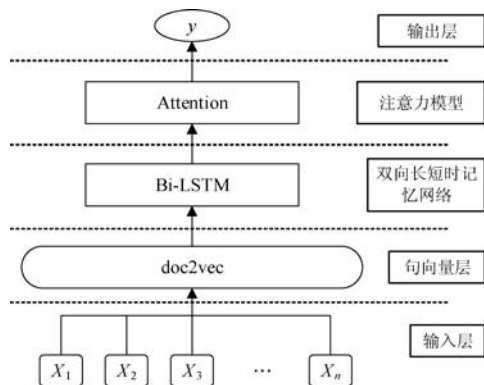 y
输出层
Attention
注意力模型
Bi-LSTM
双向长短时记
忆网络
doc2vec
句向量层
输入层
X1 X2 X3 … Xn